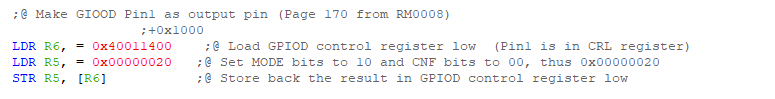 ;@ Make GIOOD Pin1 as output pin (Page 170 from RM0008)
;+0x1000
LDR R6, = 0x40011400 ;@ Load GPIOD control register low (Pin1 is in CRL register)
LDR R5, = 0x00000020 ;@ Set MODE bits to 10 and CNF bits to 00, thus 0x00000020
STR R5, [R6] ;@ Store back the result in GPIOD control register low